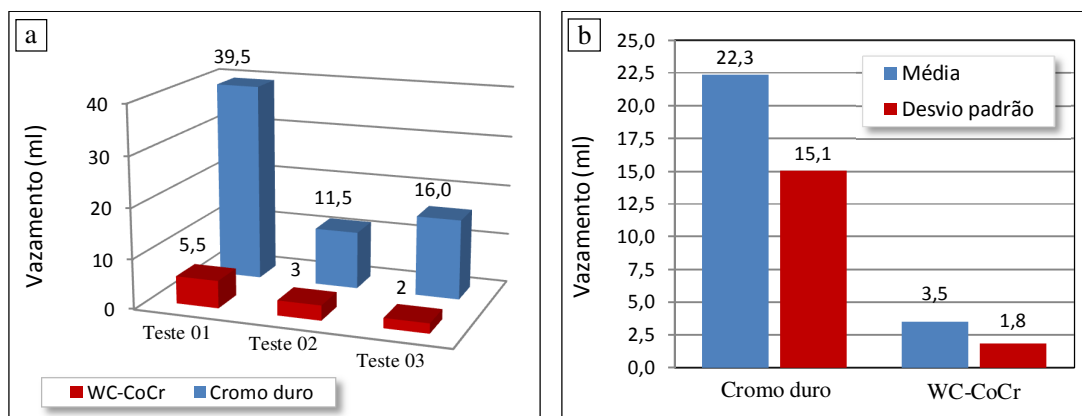 a
39,5
40
30
20
10
0
Vazamento (ml)
5,5
11,5
3
16,0
2
Teste 01
Teste 02
Teste 03
WC-CoCr
Cromo duro
b
25,0
22,5
20,0
17,5
15,0
12,5
10,0
7,5
5,0
2,5
0,0
Vazamento (ml)
22,3
Média
Desvio padrão
15,1
3,5
1,8
Cromo duro
WC-CoCr